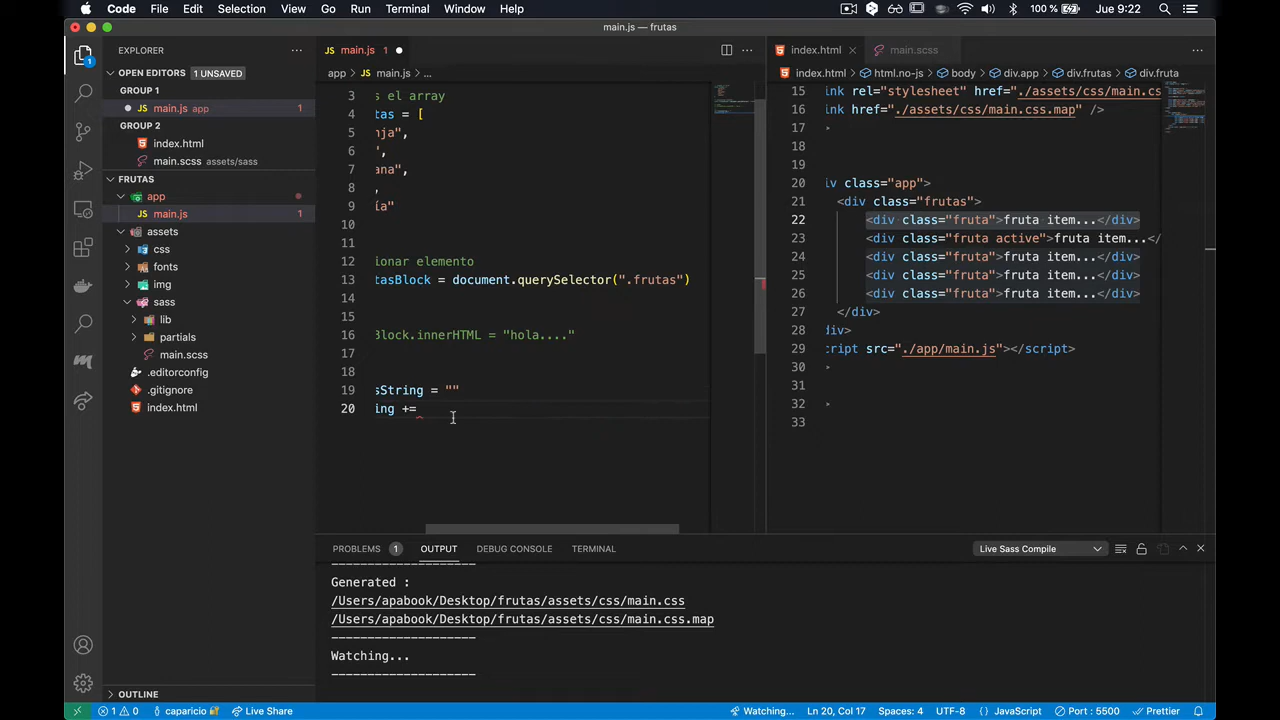 Code File Edit Selection View Go Run Terminal Window Help 100 % Jue 9:22
main.js — frutas
EXPLORER
OPEN EDITORS 1 UNSAVED
GROUP 1
JS main.js app 1
GROUP 2
index.html
main.scss assets/sass
FRUTAS
app
JS main.js 1
assets
css
fonts
img
sass
lib
partials
main.scss
.editorconfig
.gitignore
index.html
OUTLINE
JS main.js 1
app > JS main.js > ...
3 s el array
4 tas = [
5 nja",
6 ",
7 ana",
8 ,
9 ía"
10
11
12 ionar elemento
13 tasBlock = document.querySelector(".frutas")
14
15
16 Block.innerHTML = "hola...."
17
18
19 sString = ""
20 ing +=
index.html main.scss
index.html > html.no-js > body > div.app > div.frutas > div.fruta
15 ink rel="stylesheet" href="./assets/css/main.cs
16 ink href="./assets/css/main.css.map" />
17 >
18
19
20 iv class="app">
21 <div class="frutas">
22 <div class="fruta">fruta item...</div>
23 <div class="fruta active">fruta item...</
24 <div class="fruta">fruta item...</div>
25 <div class="fruta">fruta item...</div>
26 <div class="fruta">fruta item...</div>
27 </div>
28 div>
29 cript src="./app/main.js"></script>
30 >
31
32 >
33
PROBLEMS 1 OUTPUT DEBUG CONSOLE TERMINAL Live Sass Compile
--------------------
Generated :
/Users/apabook/Desktop/frutas/assets/css/main.css
/Users/apabook/Desktop/frutas/assets/css/main.css.map
--------------------
Watching...
--------------------
1 0 caparicio Live Share Watching... Ln 20, Col 17 Spaces: 4 UTF-8 {} JavaScript Port : 5500 Prettier